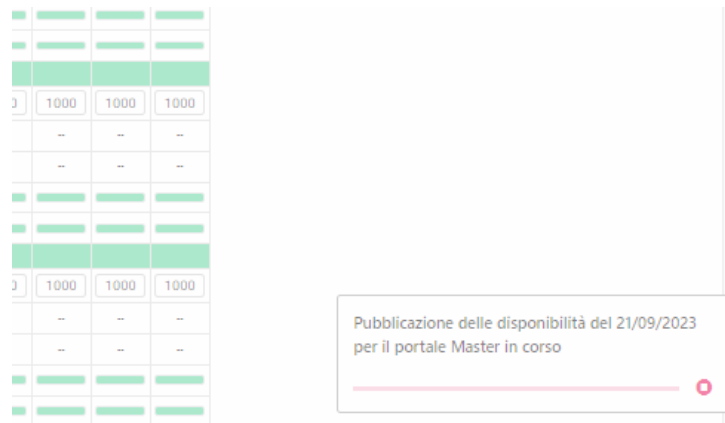 1000 1000 1000
-- -- --
-- -- --
1000 1000 1000
-- -- --
-- -- --
Pubblicazione delle disponibilità del 21/09/2023
per il portale Master in corso